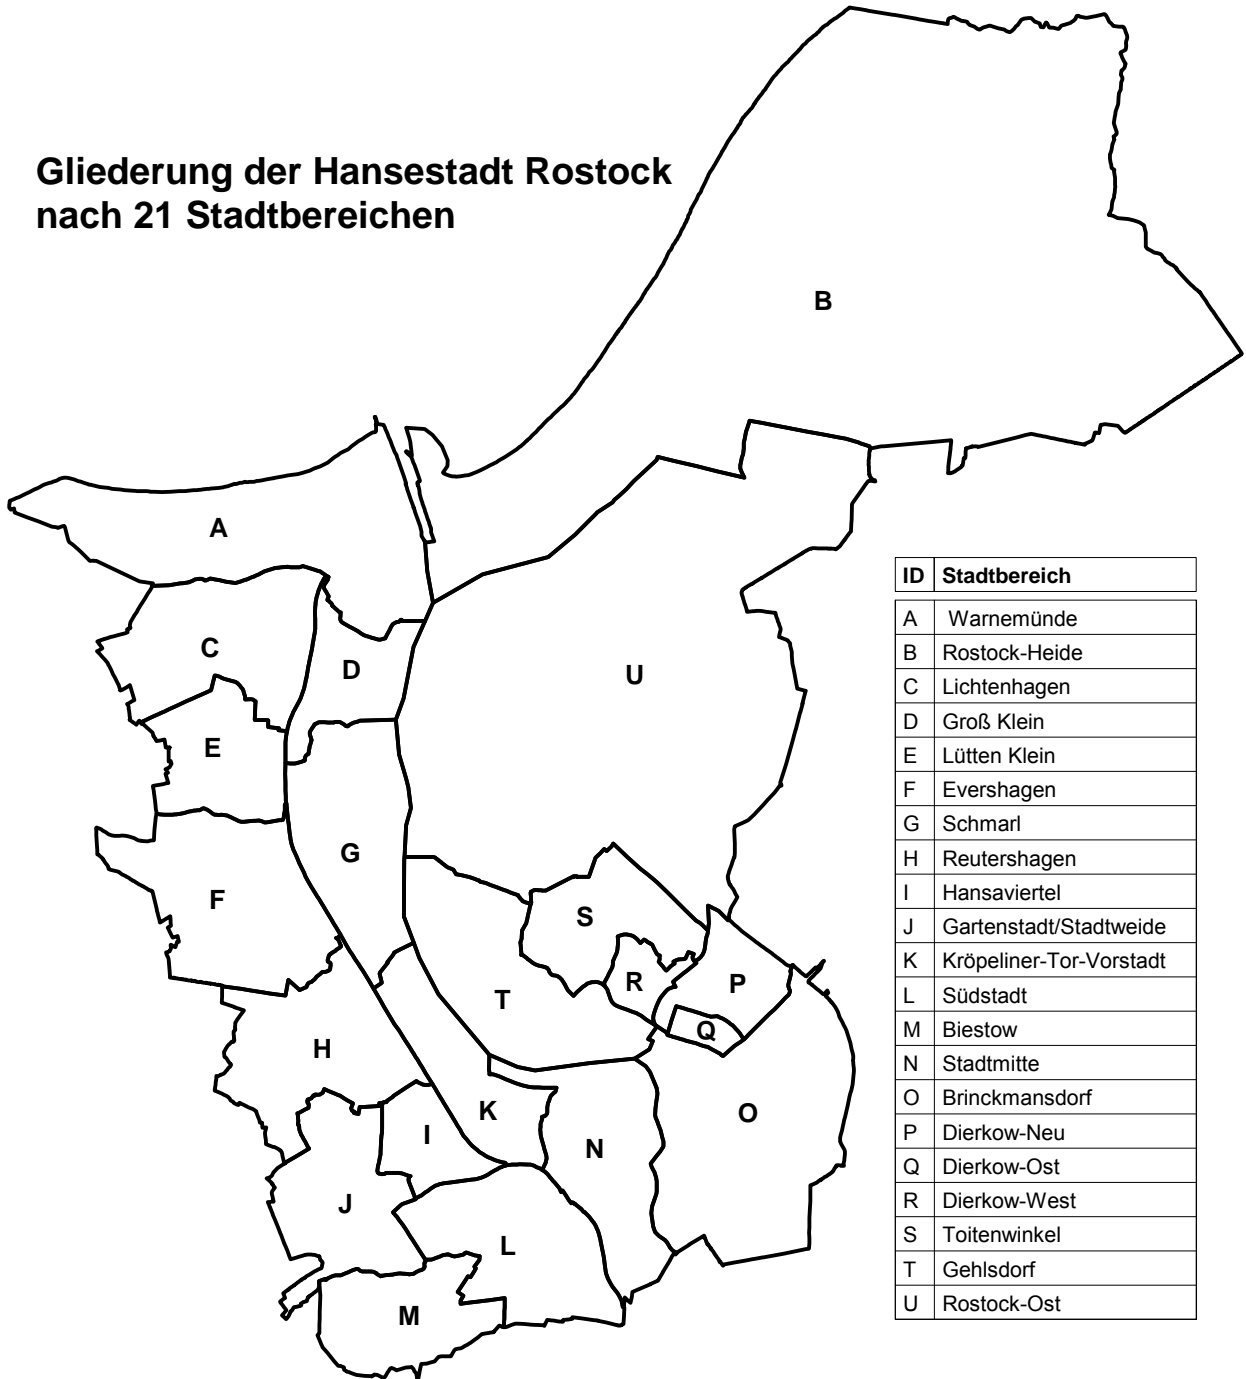 Gliederung der Hansestadt Rostock
nach 21 Stadtbereichen
B
A
C
D
U
E
G
F
S
R
P
T
Q
H
K
I
N
O
J
L
M
ID Stadtbereich
A Warnemünde
B Rostock-Heide
C Lichtenhagen
D Groß Klein
E Lütten Klein
F Evershagen
G Schmarl
H Reutershagen
I Hansaviertel
J Gartenstadt/Stadtweide
K Kröpeliner-Tor-Vorstadt
L Südstadt
M Biestow
N Stadtmitte
O Brinckmansdorf
P Dierkow-Neu
Q Dierkow-Ost
R Dierkow-West
S Toitenwinkel
T Gehlsdorf
U Rostock-Ost